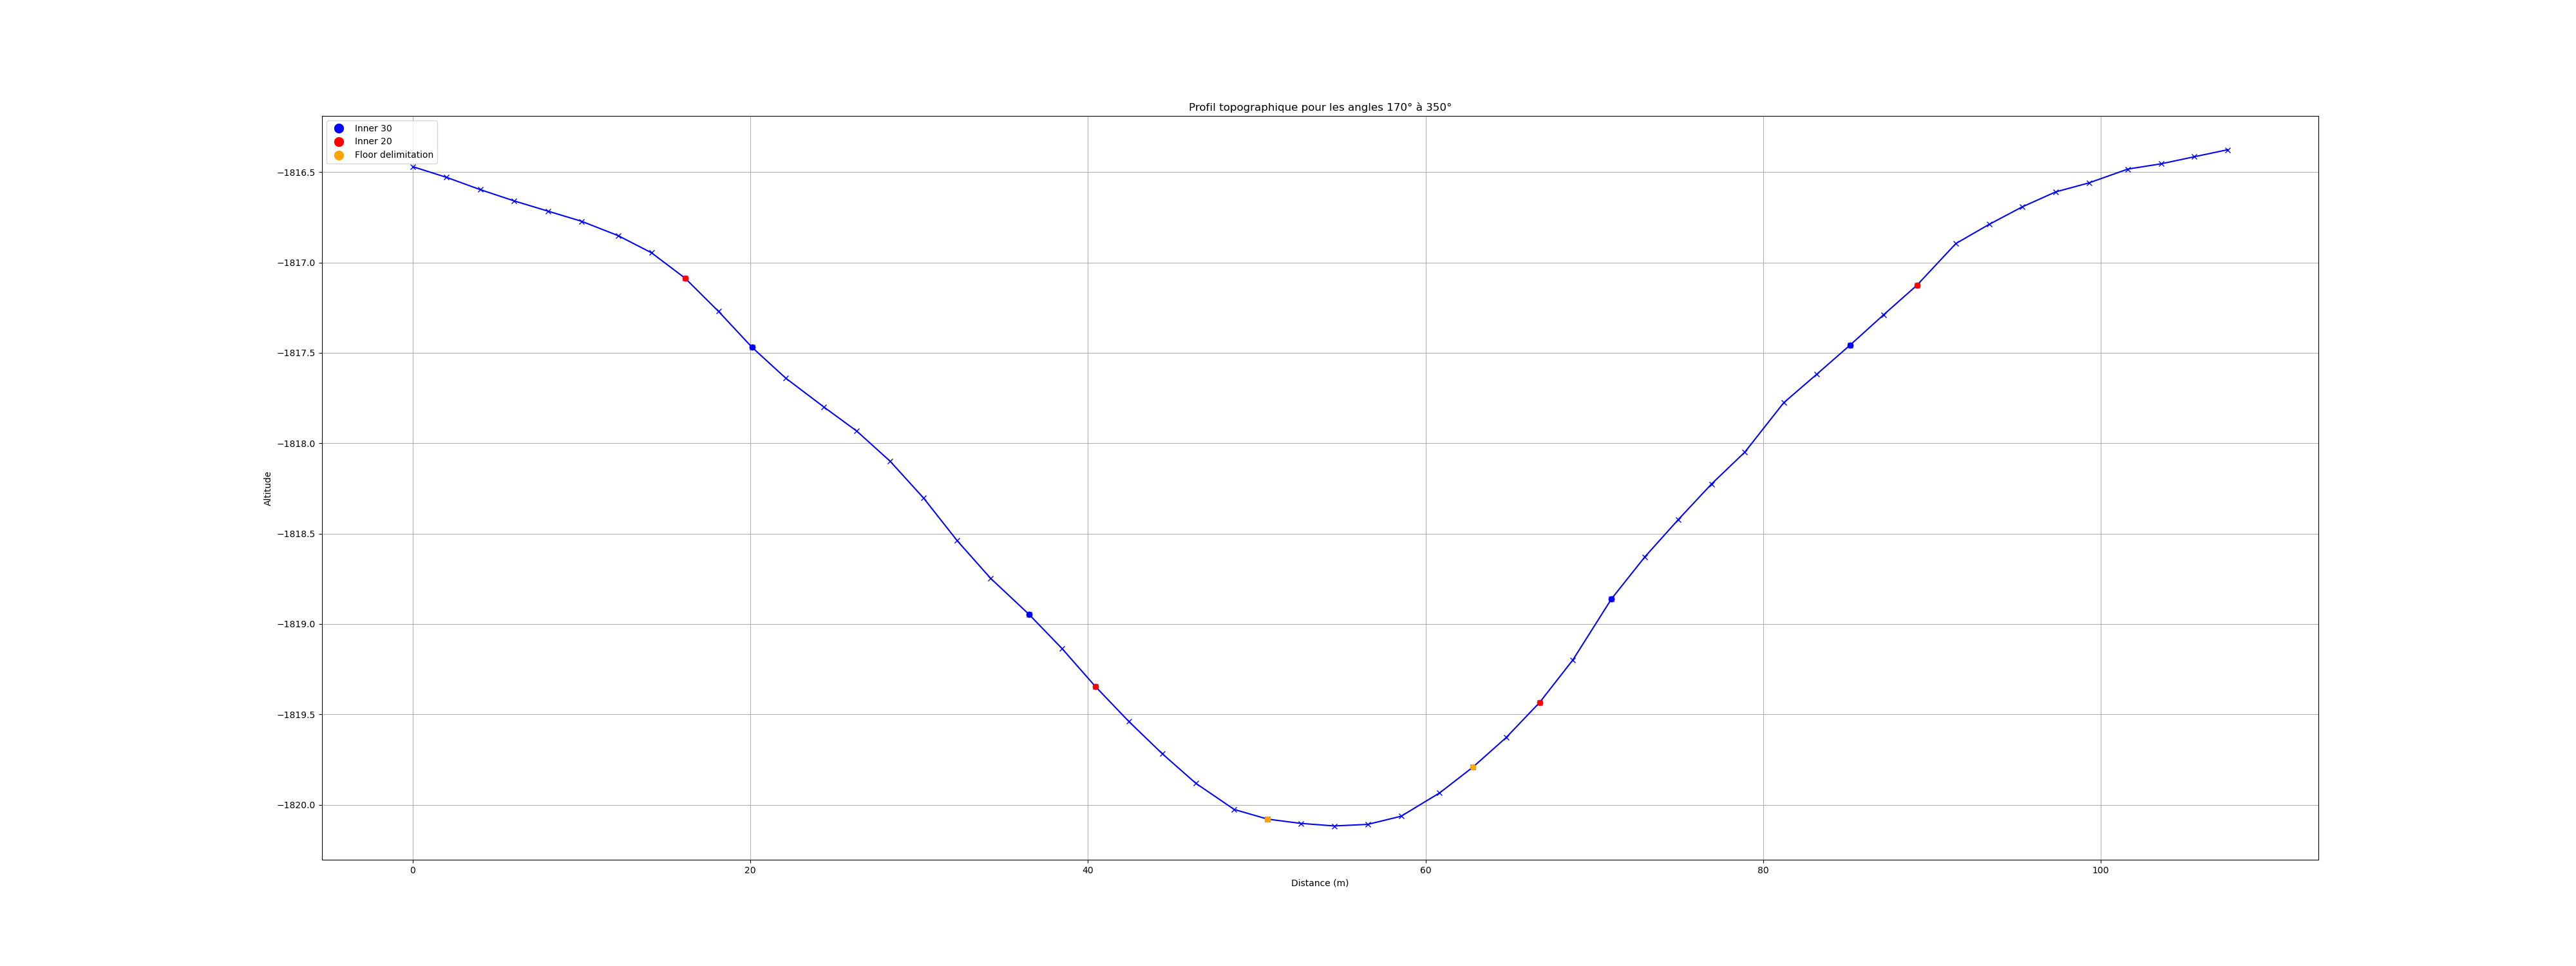 Profil topographique pour les angles 170° à 350°
Inner 30
Inner 20
Floor delimitation
−1816.5
−1817.0
−1817.5
−1818.0
−1818.5
−1819.0
−1819.5
−1820.0
Altitude
0 20 40 60 80 100
Distance (m)